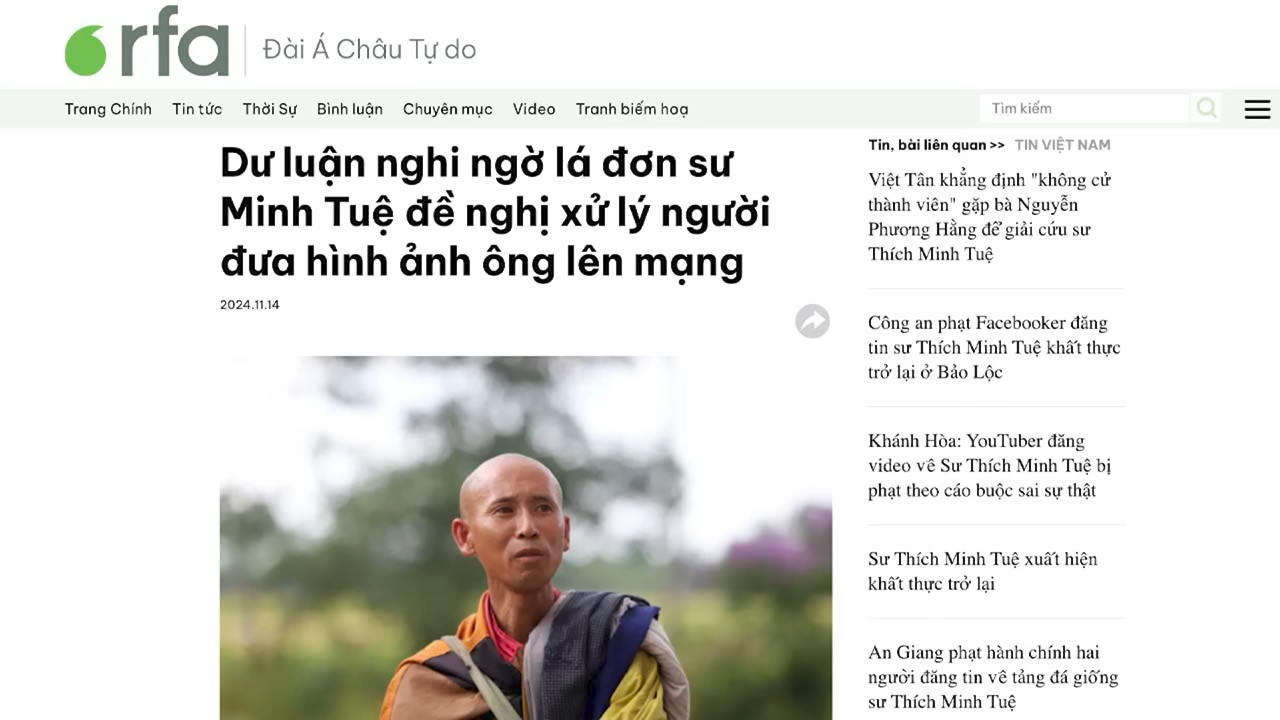 rfa
Đài Á Châu Tự do
Trang Chính
Tin tức
Thời Sự
Bình luận
Chuyên mục
Video
Tranh biếm hoạ
Tìm kiếm
Dư luận nghi ngờ lá đơn sư
Minh Tuệ đề nghị xử lý người
đưa hình ảnh ông lên mạng
2024.11.14
Tin, bài liên quan >>
TIN VIỆT NAM
Việt Tân khẳng định "không cử
thành viên" gặp bà Nguyễn
Phương Hằng để giải cứu sư
Thích Minh Tuệ
Công an phạt Facebooker đăng
tin sư Thích Minh Tuệ khất thực
trở lại ở Bảo Lộc
Khánh Hòa: YouTuber đăng
video về Sư Thích Minh Tuệ bị
phạt theo cáo buộc sai sự thật
Sư Thích Minh Tuệ xuất hiện
khất thực trở lại
An Giang phạt hành chính hai
người đăng tin về tảng đá giống
sư Thích Minh Tuệ